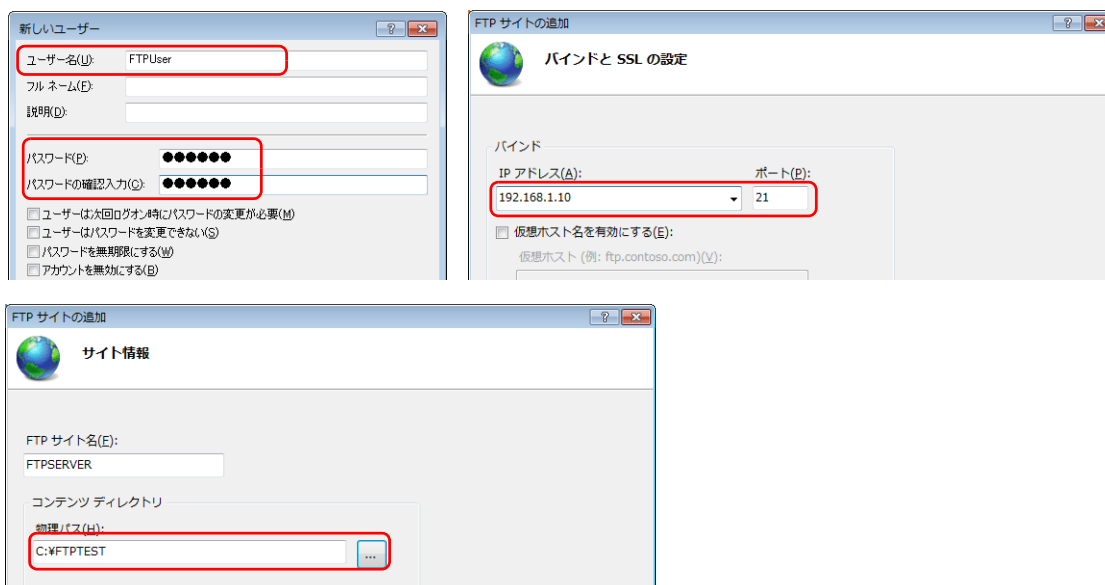 新しいユーザー
ユーザー名(U): FTPUser
フル ネーム(F):
説明(D):
パスワード(P): ●●●●●●
パスワードの確認入力(C): ●●●●●●
ユーザーは次回ログオン時にパスワードの変更が必要(M)
ユーザーはパスワードを変更できない(S)
パスワードを無期限にする(W)
アカウントを無効にする(B)
FTP サイトの追加
バインドと SSL の設定
バインド
IP アドレス(A): ポート(P):
192.168.1.10 21
仮想ホスト名を有効にする(E):
仮想ホスト (例: ftp.contoso.com)(V):
FTP サイトの追加
サイト情報
FTP サイト名(F):
FTPSERVER
コンテンツ ディレクトリ
物理パス(H):
C:¥FTPTEST
...